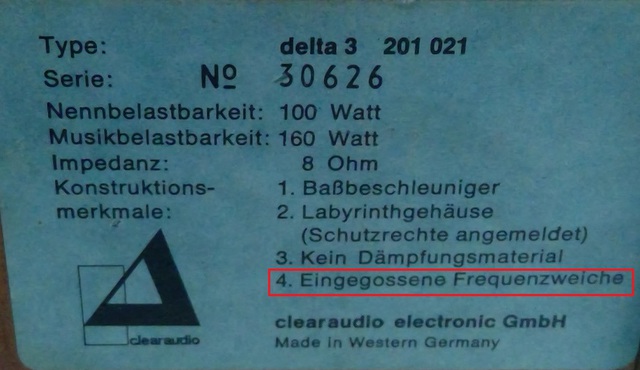 Type: delta 3 201 021
Serie: Nº 30626
Nennbelastbarkeit: 100 Watt
Musikbelastbarkeit: 160 Watt
Impedanz: 8 Ohm
Konstruktions- 1. Baßbeschleuniger
merkmale: 2. Labyrinthgehäuse
(Schutzrechte angemeldet)
3. Kein Dämpfungsmaterial
4. Eingegossene Frequenzweiche
clearaudio electronic GmbH
clearaudio Made in Western Germany